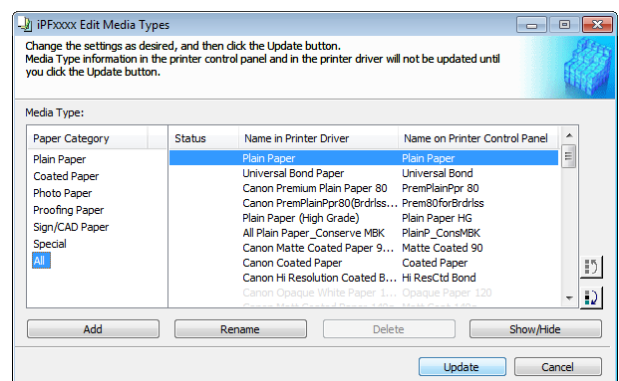 iPFxxxx Edit Media Types
Change the settings as desired, and then click the Update button.
Media Type information in the printer control panel and in the printer driver will not be updated until
you click the Update button.
Media Type:
Paper Category Status Name in Printer Driver Name on Printer Control Panel
Plain Paper
Coated Paper
Photo Paper
Proofing Paper
Sign/CAD Paper
Special
All
Plain Paper Plain Paper
Universal Bond Paper Universal Bond
Canon Premium Plain Paper 80 PremPlainPpr 80
Canon PremPlainPpr80(Brdrlss... Prem80forBrdrlss
Plain Paper (High Grade) Plain Paper HG
All Plain Paper_Conserve MBK PlainP_ConsMBK
Canon Matte Coated Paper 9... Matte Coated 90
Canon Coated Paper Coated Paper
Canon Hi Resolution Coated B... Hi ResCtd Bond
Canon Opaque White Paper 1... Opaque Paper 120
Add Rename Delete Show/Hide
Update Cancel